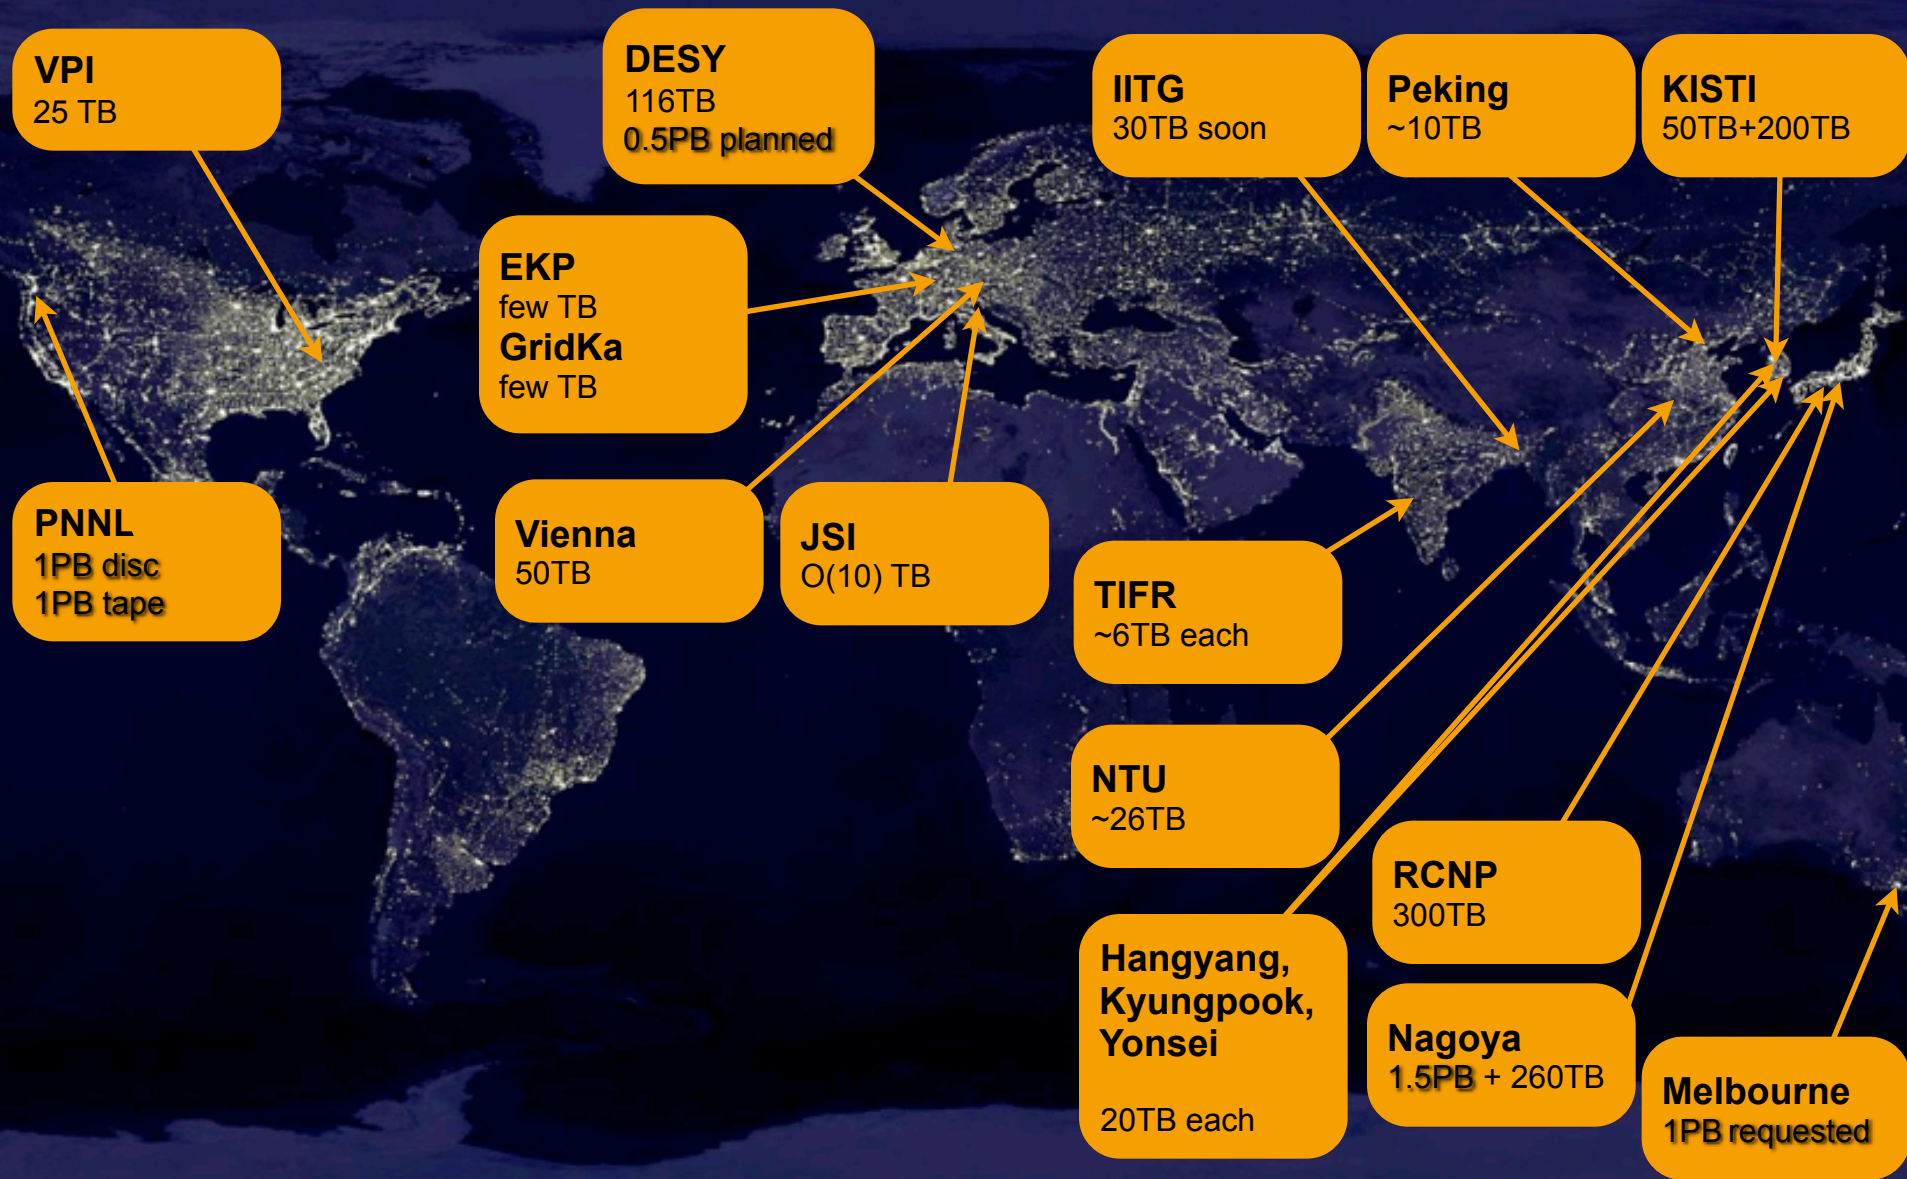 VPI
25 TB
DESY
116TB
0.5PB planned
IITG
30TB soon
Peking
~10TB
KISTI
50TB+200TB
EKP
few TB
GridKa
few TB
PNNL
1PB disc
1PB tape
Vienna
50TB
JSI
O(10) TB
TIFR
~6TB each
NTU
~26TB
RCNP
300TB
Hangyang,
Kyungpook,
Yonsei
20TB each
Nagoya
1.5PB + 260TB
Melbourne
1PB requested